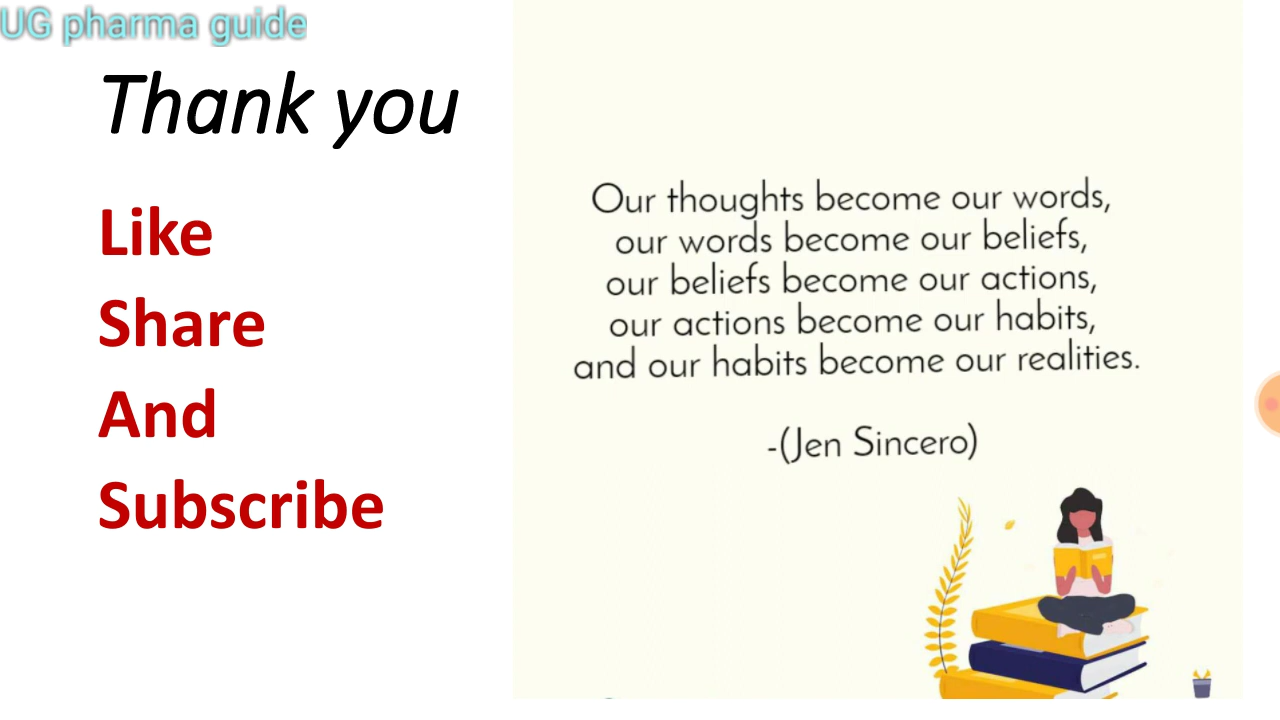 UG pharma guide
Thank you
Like
Share
And
Subscribe
Our thoughts become our words,
our words become our beliefs,
our beliefs become our actions,
our actions become our habits,
and our habits become our realities.
-(Jen Sincero)